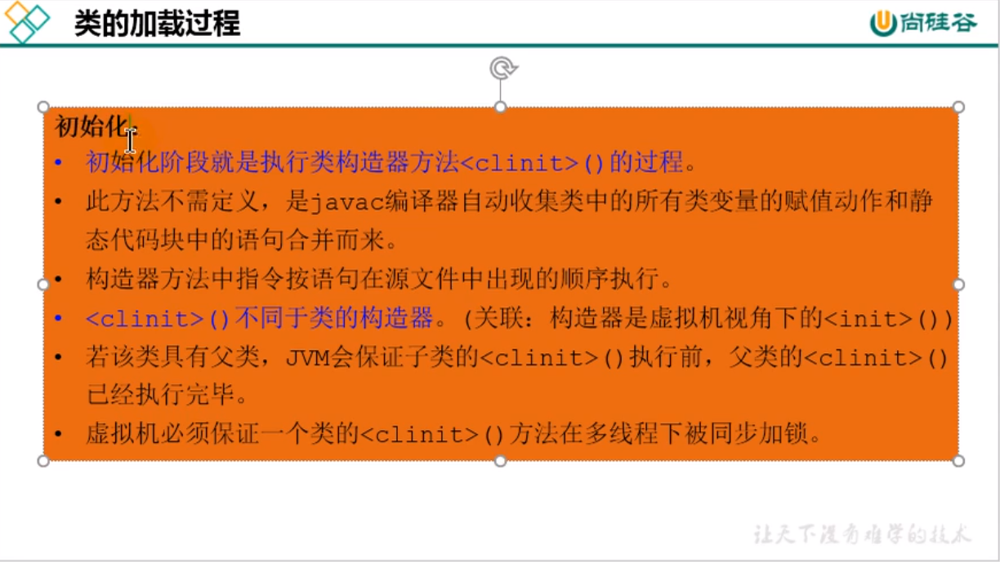 类的加载过程
尚硅谷
初始化:
• 初始化阶段就是执行类构造器方法<clinit>()的过程。
• 此方法不需定义，是javac编译器自动收集类中的所有类变量的赋值动作和静
态代码块中的语句合并而来。
• 构造器方法中指令按语句在源文件中出现的顺序执行。
• <clinit>()不同于类的构造器。(关联：构造器是虚拟机视角下的<init>())
• 若该类具有父类，JVM会保证子类的<clinit>()执行前，父类的<clinit>()
已经执行完毕。
• 虚拟机必须保证一个类的<clinit>()方法在多线程下被同步加锁。
让天下没有难学的技术